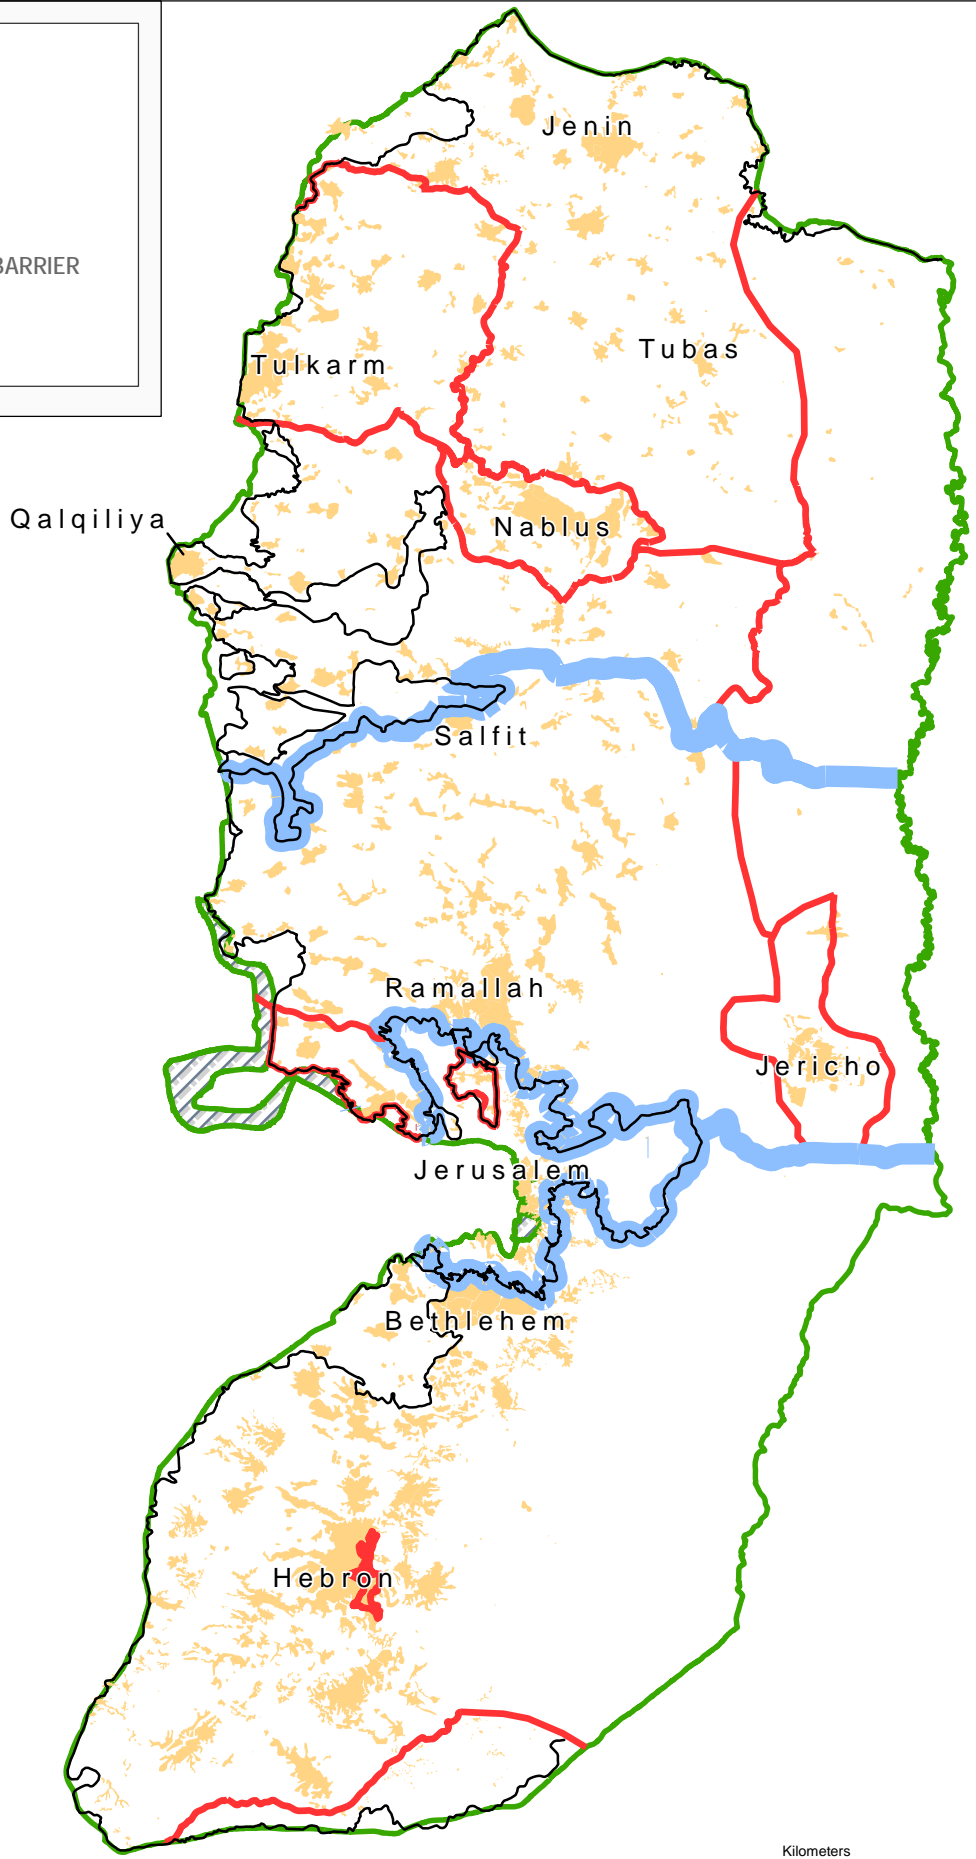 Jenin
BARRIER
Tubas
Tulkarm
Qalqiliya
Nablus
Salfit
Ramallah
Jericho
Jerusalem
Bethlehem
Hebron
Kilometers